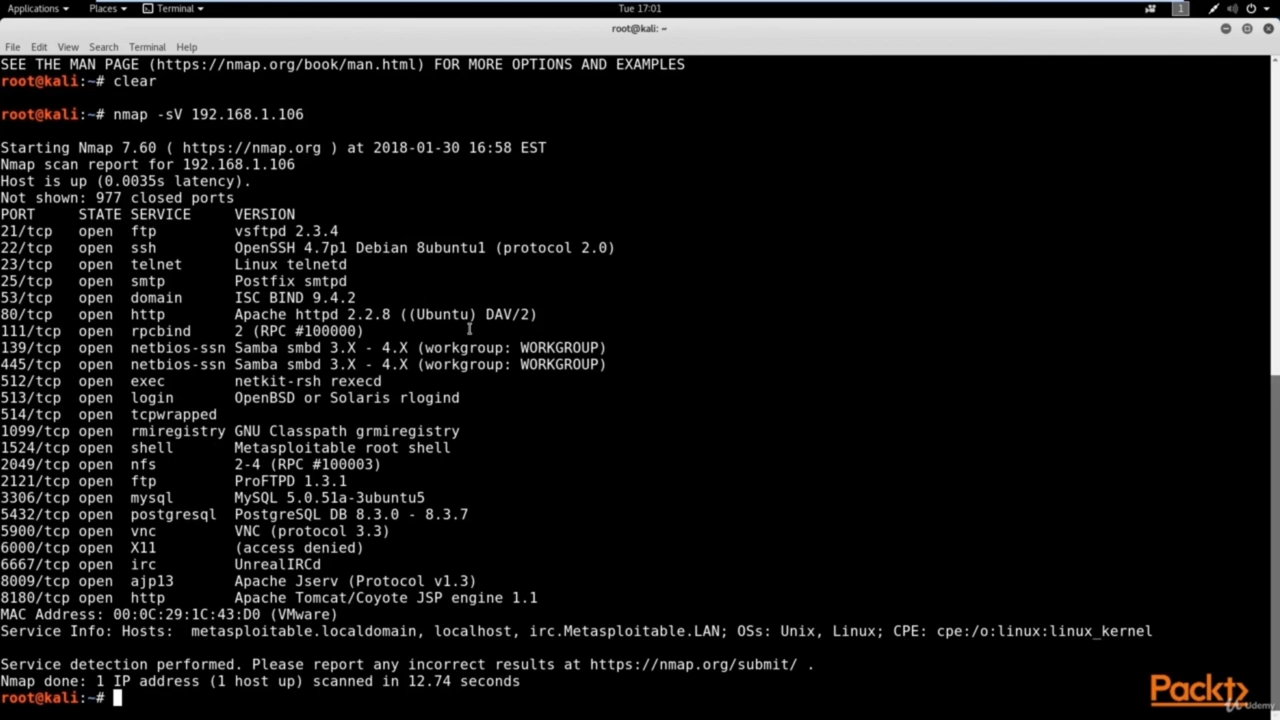 Applications Places Terminal Tue 17:01 1
root@kali: ~
File Edit View Search Terminal Help
SEE THE MAN PAGE (https://nmap.org/book/man.html) FOR MORE OPTIONS AND EXAMPLES
root@kali:~# clear
root@kali:~# nmap -sV 192.168.1.106
Starting Nmap 7.60 ( https://nmap.org ) at 2018-01-30 16:58 EST
Nmap scan report for 192.168.1.106
Host is up (0.0035s latency).
Not shown: 977 closed ports
PORT STATE SERVICE VERSION
21/tcp open ftp vsftpd 2.3.4
22/tcp open ssh OpenSSH 4.7p1 Debian 8ubuntu1 (protocol 2.0)
23/tcp open telnet Linux telnetd
25/tcp open smtp Postfix smtpd
53/tcp open domain ISC BIND 9.4.2
80/tcp open http Apache httpd 2.2.8 ((Ubuntu) DAV/2)
111/tcp open rpcbind 2 (RPC #100000)
139/tcp open netbios-ssn Samba smbd 3.X - 4.X (workgroup: WORKGROUP)
445/tcp open netbios-ssn Samba smbd 3.X - 4.X (workgroup: WORKGROUP)
512/tcp open exec netkit-rsh rexecd
513/tcp open login OpenBSD or Solaris rlogind
514/tcp open tcpwrapped
1099/tcp open rmiregistry GNU Classpath grmiregistry
1524/tcp open shell Metasploitable root shell
2049/tcp open nfs 2-4 (RPC #100003)
2121/tcp open ftp ProFTPD 1.3.1
3306/tcp open mysql MySQL 5.0.51a-3ubuntu5
5432/tcp open postgresql PostgreSQL DB 8.3.0 - 8.3.7
5900/tcp open vnc VNC (protocol 3.3)
6000/tcp open X11 (access denied)
6667/tcp open irc UnrealIRCd
8009/tcp open ajp13 Apache Jserv (Protocol v1.3)
8180/tcp open http Apache Tomcat/Coyote JSP engine 1.1
MAC Address: 00:0C:29:1C:43:D0 (VMware)
Service Info: Hosts:  metasploitable.localdomain, localhost, irc.Metasploitable.LAN; OSs: Unix, Linux; CPE: cpe:/o:linux:linux_kernel
Service detection performed. Please report any incorrect results at https://nmap.org/submit/ .
Nmap done: 1 IP address (1 host up) scanned in 12.74 seconds
root@kali:~#
Packt>
Udemy